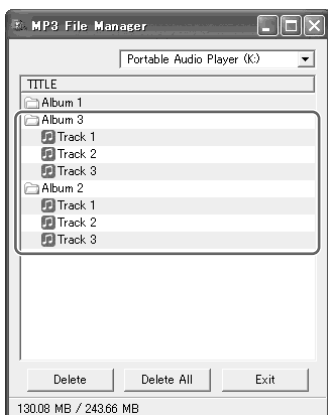 MP3 File Manager
Portable Audio Player (K:)
TITLE
Album 1
Album 3
Track 1
Track 2
Track 3
Album 2
Track 1
Track 2
Track 3
Delete Delete All Exit
130.08 MB / 243.66 MB